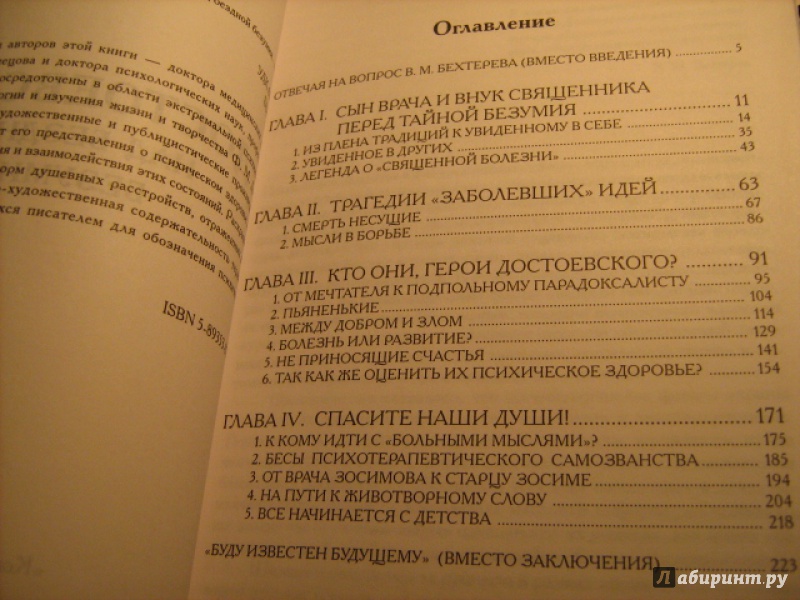 бездной безумия
авторов этой книги — доктора медицинских
и доктора психологических наук,
сосредоточены в области экстремальной
и изучения жизни и творчества Ф. М.
художественные и публицистические
его представления о психическом здоровье
и взаимодействия этих состояний.
форм душевных расстройств,
-художественная содержательность
писателем для обозначения
ISBN 5-8935
Оглавление
ОТВЕЧАЯ НА ВОПРОС В. М. БЕХТЕРЕВА (ВМЕСТО ВВЕДЕНИЯ) 5
ГЛАВА I. СЫН ВРАЧА И ВНУК СВЯЩЕННИКА
ПЕРЕД ТАЙНОЙ БЕЗУМИЯ 11
1. ИЗ ПЛЕНА ТРАДИЦИЙ К УВИДЕННОМУ В СЕБЕ 14
2. УВИДЕННОЕ В ДРУГИХ 35
3. ЛЕГЕНДА О «СВЯЩЕННОЙ БОЛЕЗНИ» 43
ГЛАВА II. ТРАГЕДИИ «ЗАБОЛЕВШИХ» ИДЕЙ 63
1. СМЕРТЬ НЕСУЩИЕ 67
2. МЫСЛИ В БОРЬБЕ 86
ГЛАВА III. КТО ОНИ, ГЕРОИ ДОСТОЕВСКОГО? 91
1. ОТ МЕЧТАТЕЛЯ К ПОДПОЛЬНОМУ ПАРАДОКСАЛИСТУ 95
2. ПЬЯНЕНЬКИЕ 104
3. МЕЖДУ ДОБРОМ И ЗЛОМ 114
4. БОЛЕЗНЬ ИЛИ РАЗВИТИЕ? 129
5. НЕ ПРИНОСЯЩИЕ СЧАСТЬЯ 141
6. ТАК КАК ЖЕ ОЦЕНИТЬ ИХ ПСИХИЧЕСКОЕ ЗДОРОВЬЕ? 154
ГЛАВА IV. СПАСИТЕ НАШИ ДУШИ! 171
1. К КОМУ ИДТИ С «БОЛЬНЫМИ МЫСЛЯМИ»? 175
2. БЕСЫ ПСИХОТЕРАПЕВТИЧЕСКОГО САМОЗВАНСТВА 185
3. ОТ ВРАЧА ЗОСИМОВА К СТАРЦУ ЗОСИМЕ 194
4. НА ПУТИ К ЖИВОТВОРНОМУ СЛОВУ 204
5. ВСЕ НАЧИНАЕТСЯ С ДЕТСТВА 218
«БУДУ ИЗВЕСТЕН БУДУЩЕМУ» (ВМЕСТО ЗАКЛЮЧЕНИЯ) 223
Лабиринт.ру